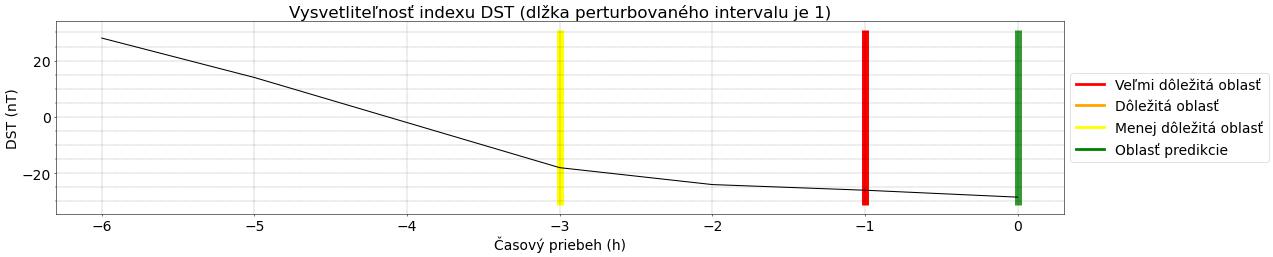 Vysvetliteľnosť indexu DST (dĺžka perturbovaného intervalu je 1)
DST (nT)
20
0
−20
−6 −5 −4 −3 −2 −1 0
Časový priebeh (h)
Veľmi dôležitá oblasť
Dôležitá oblasť
Menej dôležitá oblasť
Oblasť predikcie